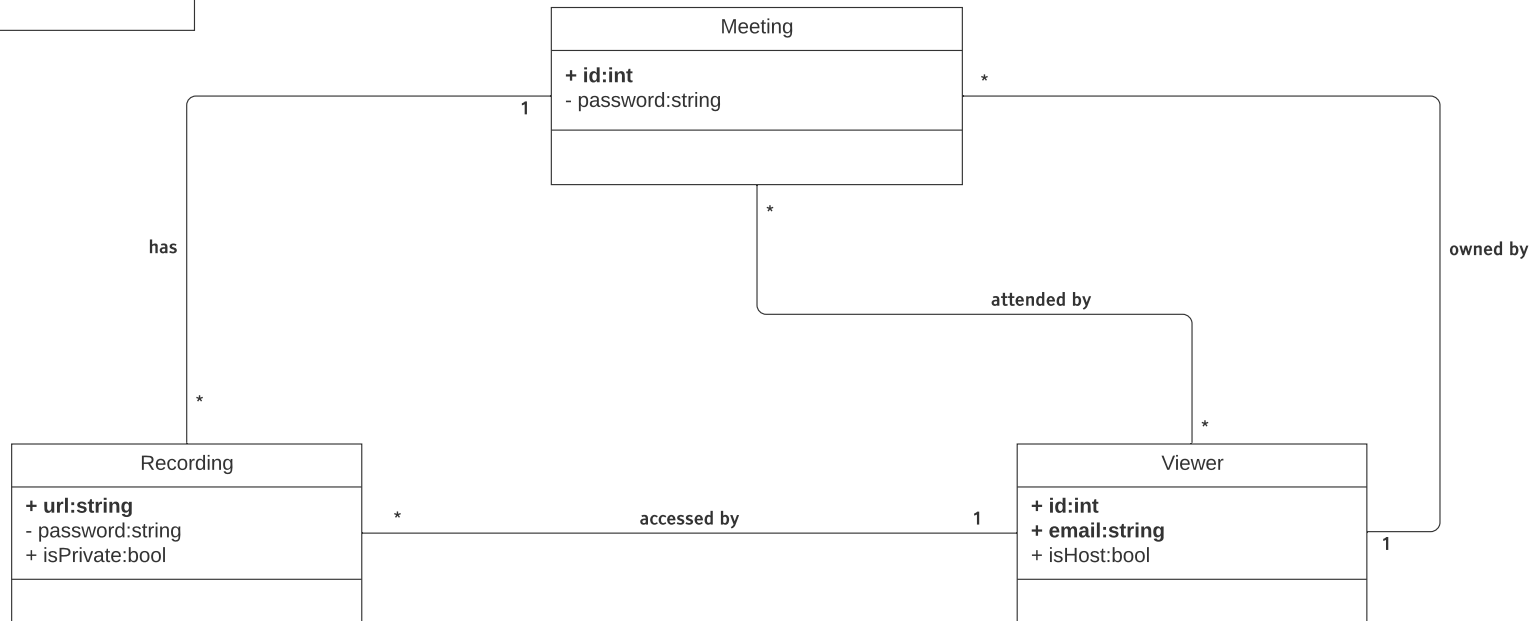 Meeting
+ id:int
- password:string
*
1
*
has
owned by
attended by
*
*
Recording
+ url:string
- password:string
+ isPrivate:bool
*
accessed by
1
Viewer
+ id:int
+ email:string
+ isHost:bool
1